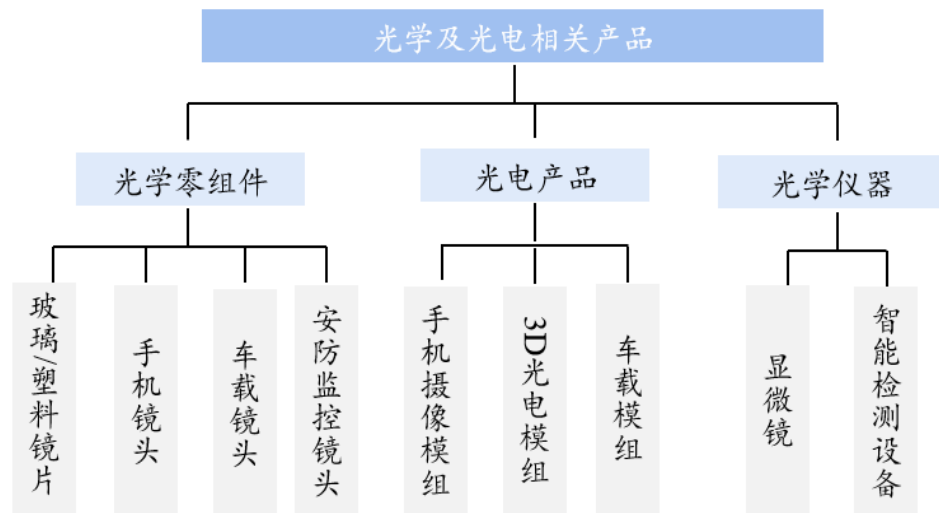 光学及光电相关产品
光学零组件
光电产品
光学仪器
玻璃/塑料镜片
手机镜头
车载镜头
安防监控镜头
手机摄像模组
3D光电模组
车载模组
显微镜
智能检测设备